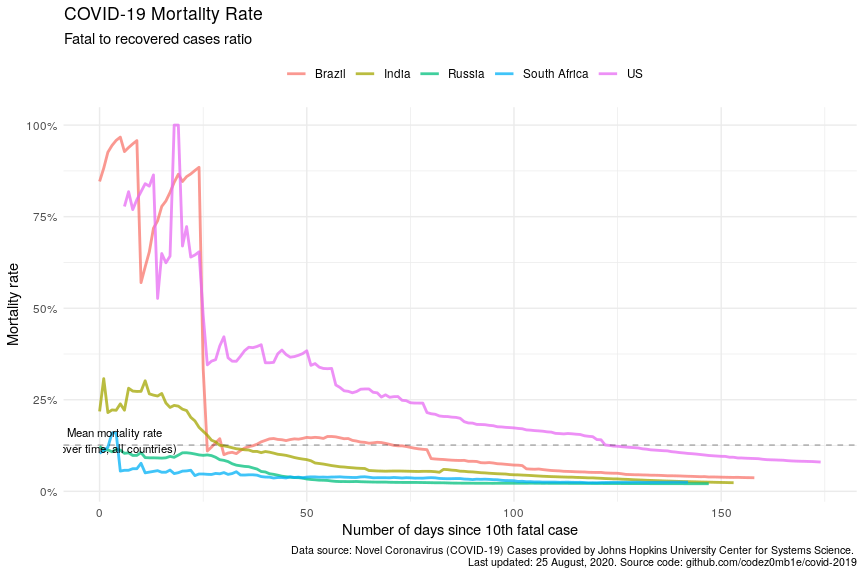 COVID-19 Mortality Rate
Fatal to recovered cases ratio
Brazil India Russia South Africa US
100%
75%
50%
25%
0%
Mortality rate
Mean mortality rate
over time, all countries)
0 50 100 150
Number of days since 10th fatal case
Data source: Novel Coronavirus (COVID-19) Cases provided by Johns Hopkins University Center for Systems Science.
Last updated: 25 August, 2020. Source code: github.com/codez0mb1e/covid-2019